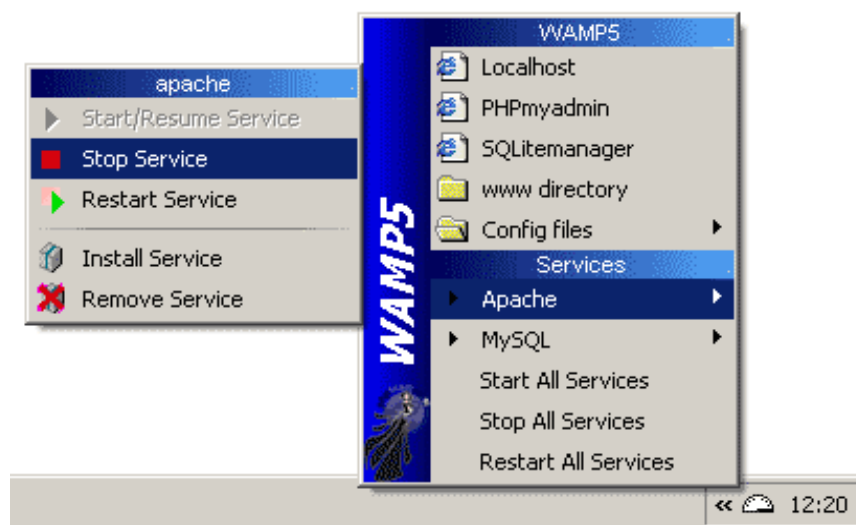 WAMP5
Localhost
PHPmyadmin
SQLitemanager
www directory
Config files
Services
Apache
MySQL
Start All Services
Stop All Services
Restart All Services
WAMP5
apache
Start/Resume Service
Stop Service
Restart Service
Install Service
Remove Service
« 12:20